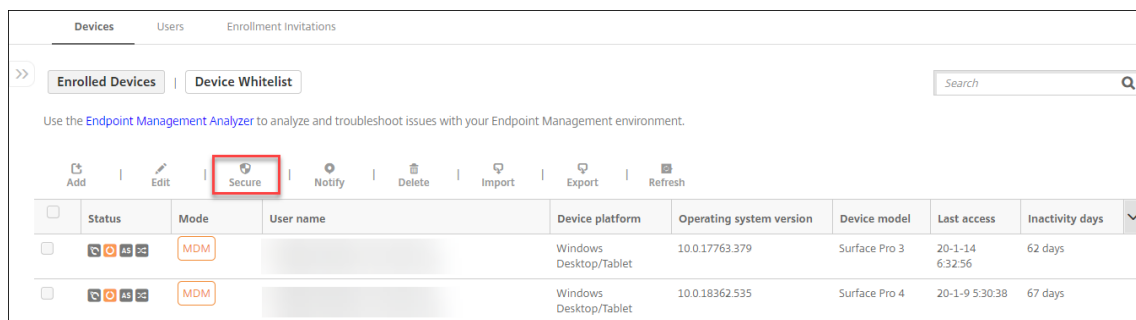 Devices Users Enrollment Invitations
Enrolled Devices | Device Whitelist Search
Use the Endpoint Management Analyzer to analyze and troubleshoot issues with your Endpoint Management environment.
Add | Edit | Secure | Notify | Delete | Import | Export | Refresh
Status Mode User name Device platform Operating system version Device model Last access Inactivity days
AS MDM Windows Desktop/Tablet 10.0.17763.379 Surface Pro 3 20-1-14 6:32:56 62 days
AS MDM Windows Desktop/Tablet 10.0.18362.535 Surface Pro 4 20-1-9 5:30:38 67 days